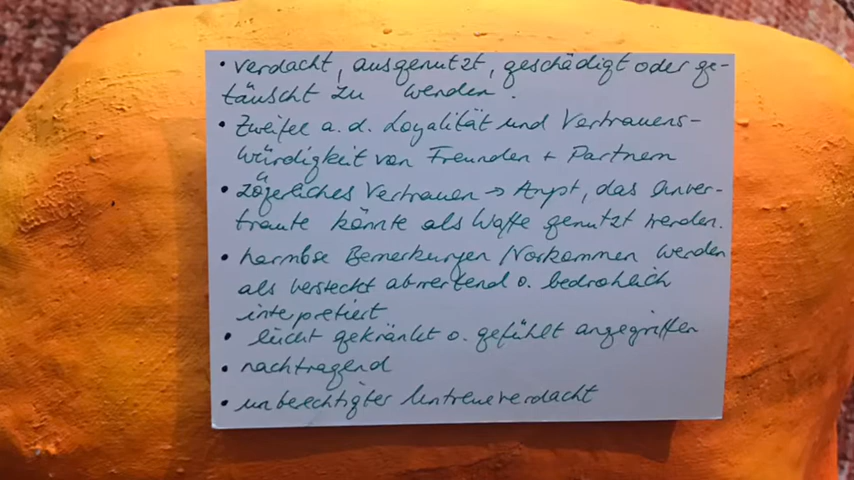 • Verdacht, ausgenutzt, geschädigt oder ge-
täuscht zu werden.
• Zweifel a. d. Loyalität und Vertrauens-
würdigkeit von Freunden + Partnern
• zögerliches Vertrauen → Angst, das Anver-
traute könnte als Waffe genutzt werden.
• harmlose Bemerkungen/Vorkommen werden
als versteckt abwertend o. bedrohlich
interpretiert
• leicht gekränkt o. gefühlt angegriffen
• nachtragend
• unberechtigter Untreueverdacht